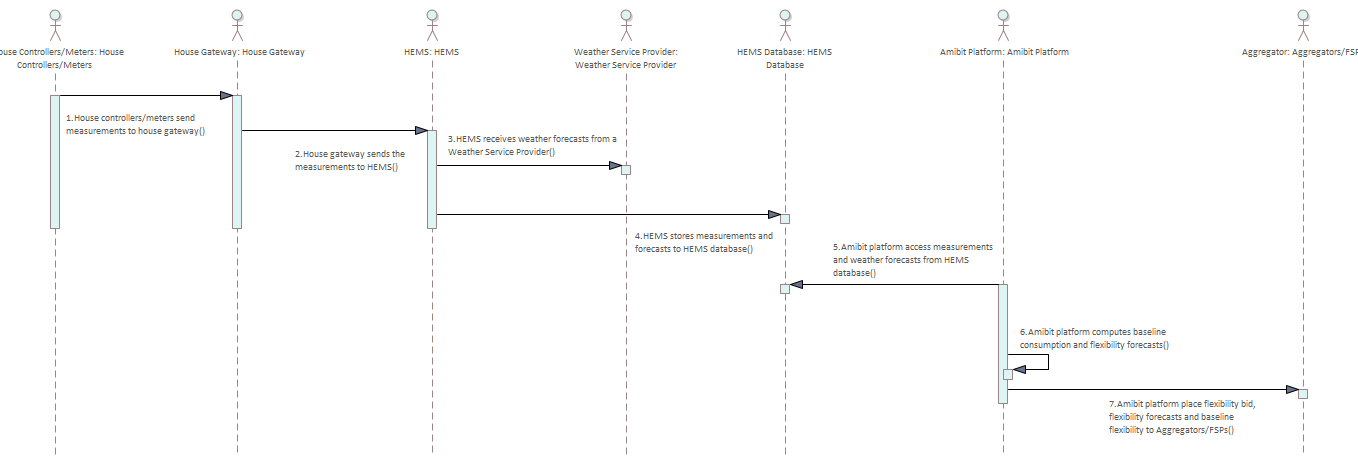 ouse Controllers/Meters: House
Controllers/Meters
House Gateway: House Gateway
HEMS: HEMS
Weather Service Provider:
Weather Service Provider
HEMS Database: HEMS
Database
Amibit Platform: Amibit Platform
Aggregator: Aggregators/FSP
1.House controllers/meters send
measurements to house gateway()
2.House gateway sends the
measurements to HEMS()
3.HEMS receives weather forecasts from a
Weather Service Provider()
4.HEMS stores measurements and
forecasts to HEMS database()
5.Amibit platform access measurements
and weather forecasts from HEMS
database()
6.Amibit platform computes baseline
consumption and flexibility forecasts()
7.Amibit platform place flexibility bid,
flexibility forecasts and baseline
flexibility to Aggregators/FSPs()